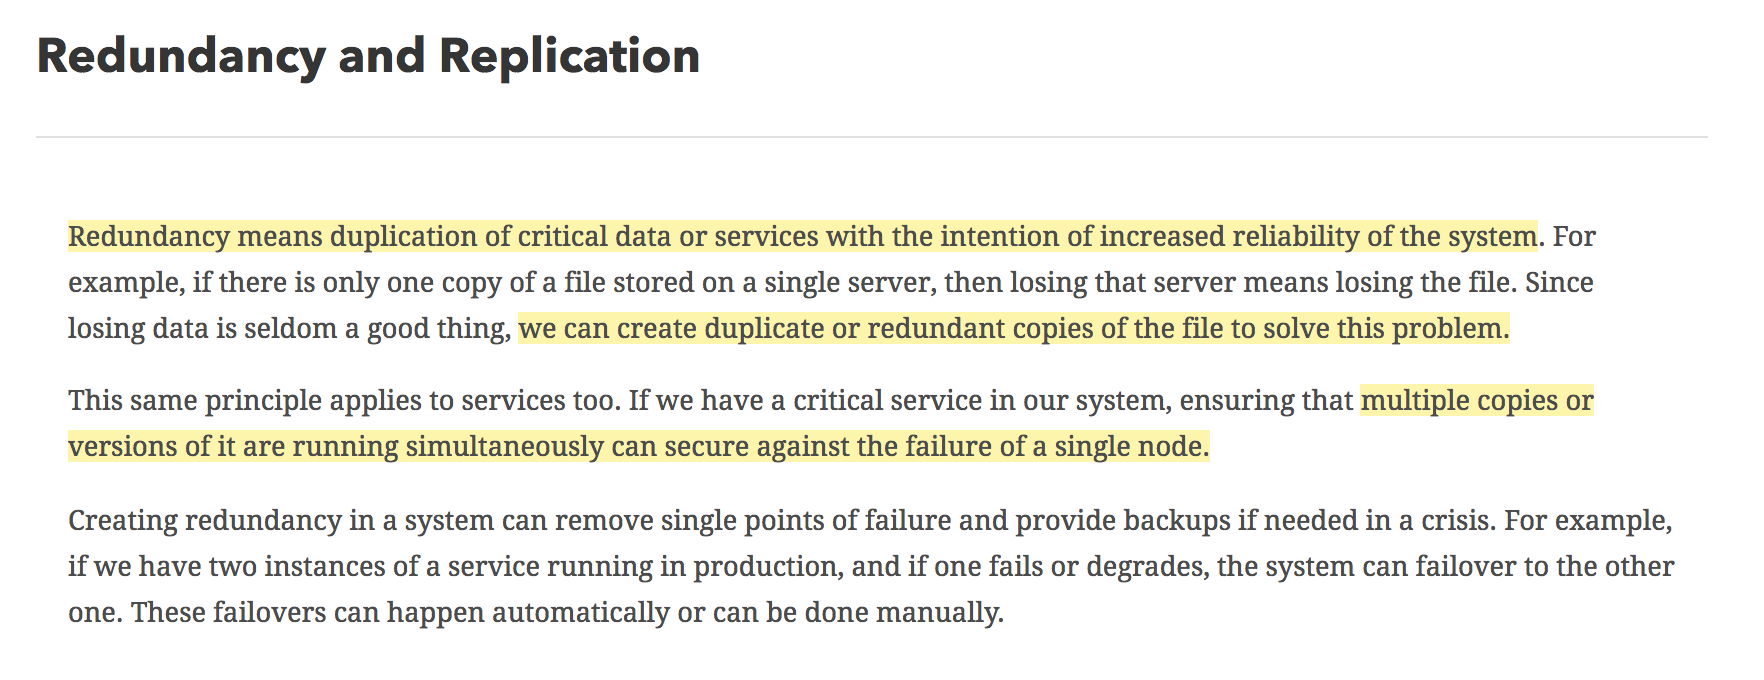 Redundancy and Replication
Redundancy means duplication of critical data or services with the intention of increased reliability of the system. For
example, if there is only one copy of a file stored on a single server, then losing that server means losing the file. Since
losing data is seldom a good thing, we can create duplicate or redundant copies of the file to solve this problem.
This same principle applies to services too. If we have a critical service in our system, ensuring that multiple copies or
versions of it are running simultaneously can secure against the failure of a single node.
Creating redundancy in a system can remove single points of failure and provide backups if needed in a crisis. For example,
if we have two instances of a service running in production, and if one fails or degrades, the system can failover to the other
one. These failovers can happen automatically or can be done manually.